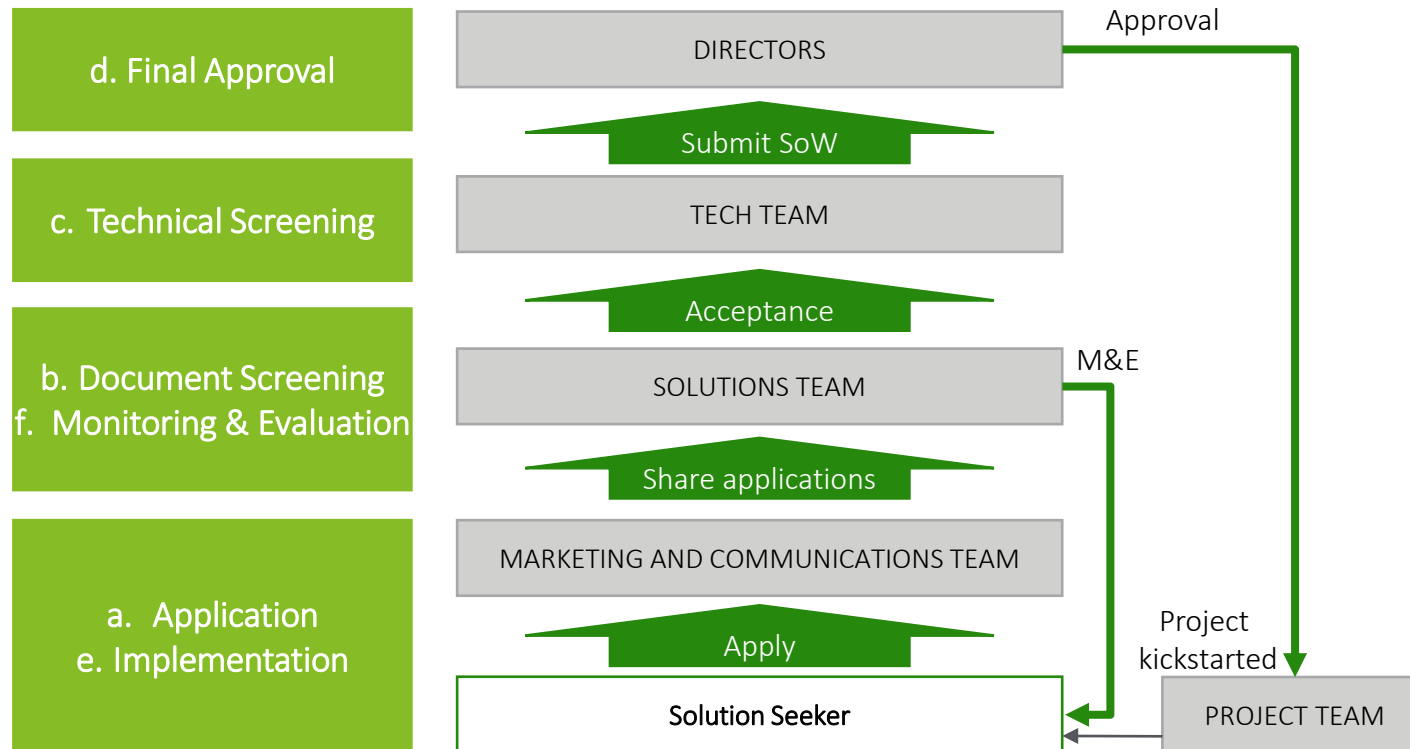 d. Final Approval
DIRECTORS
Approval
Submit SoW
c. Technical Screening
TECH TEAM
Acceptance
b. Document Screening
f. Monitoring & Evaluation
SOLUTIONS TEAM
M&E
Share applications
MARKETING AND COMMUNICATIONS TEAM
a. Application
e. Implementation
Apply
Project
kickstarted
Solution Seeker
PROJECT TEAM